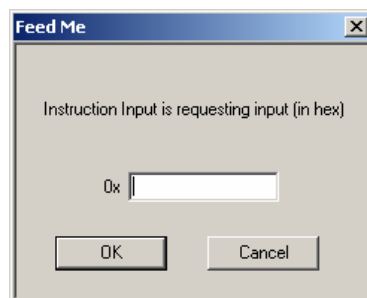 Feed Me
Instruction Input is requesting input (in hex)
0x
OK
Cancel